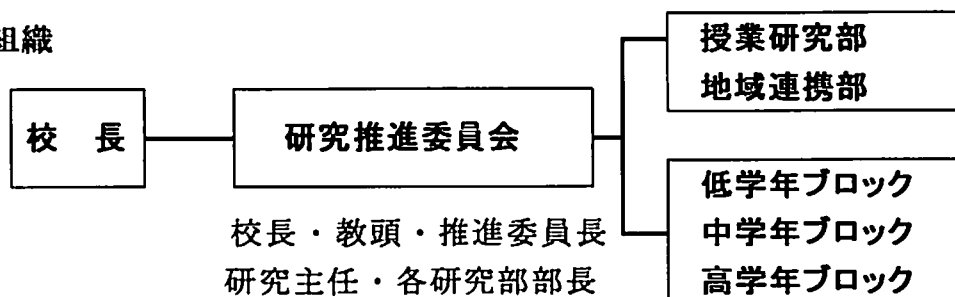 組織
校　長
研究推進委員会
校長・教頭・推進委員長
研究主任・各研究部部長
授業研究部
地域連携部
低学年ブロック
中学年ブロック
高学年ブロック